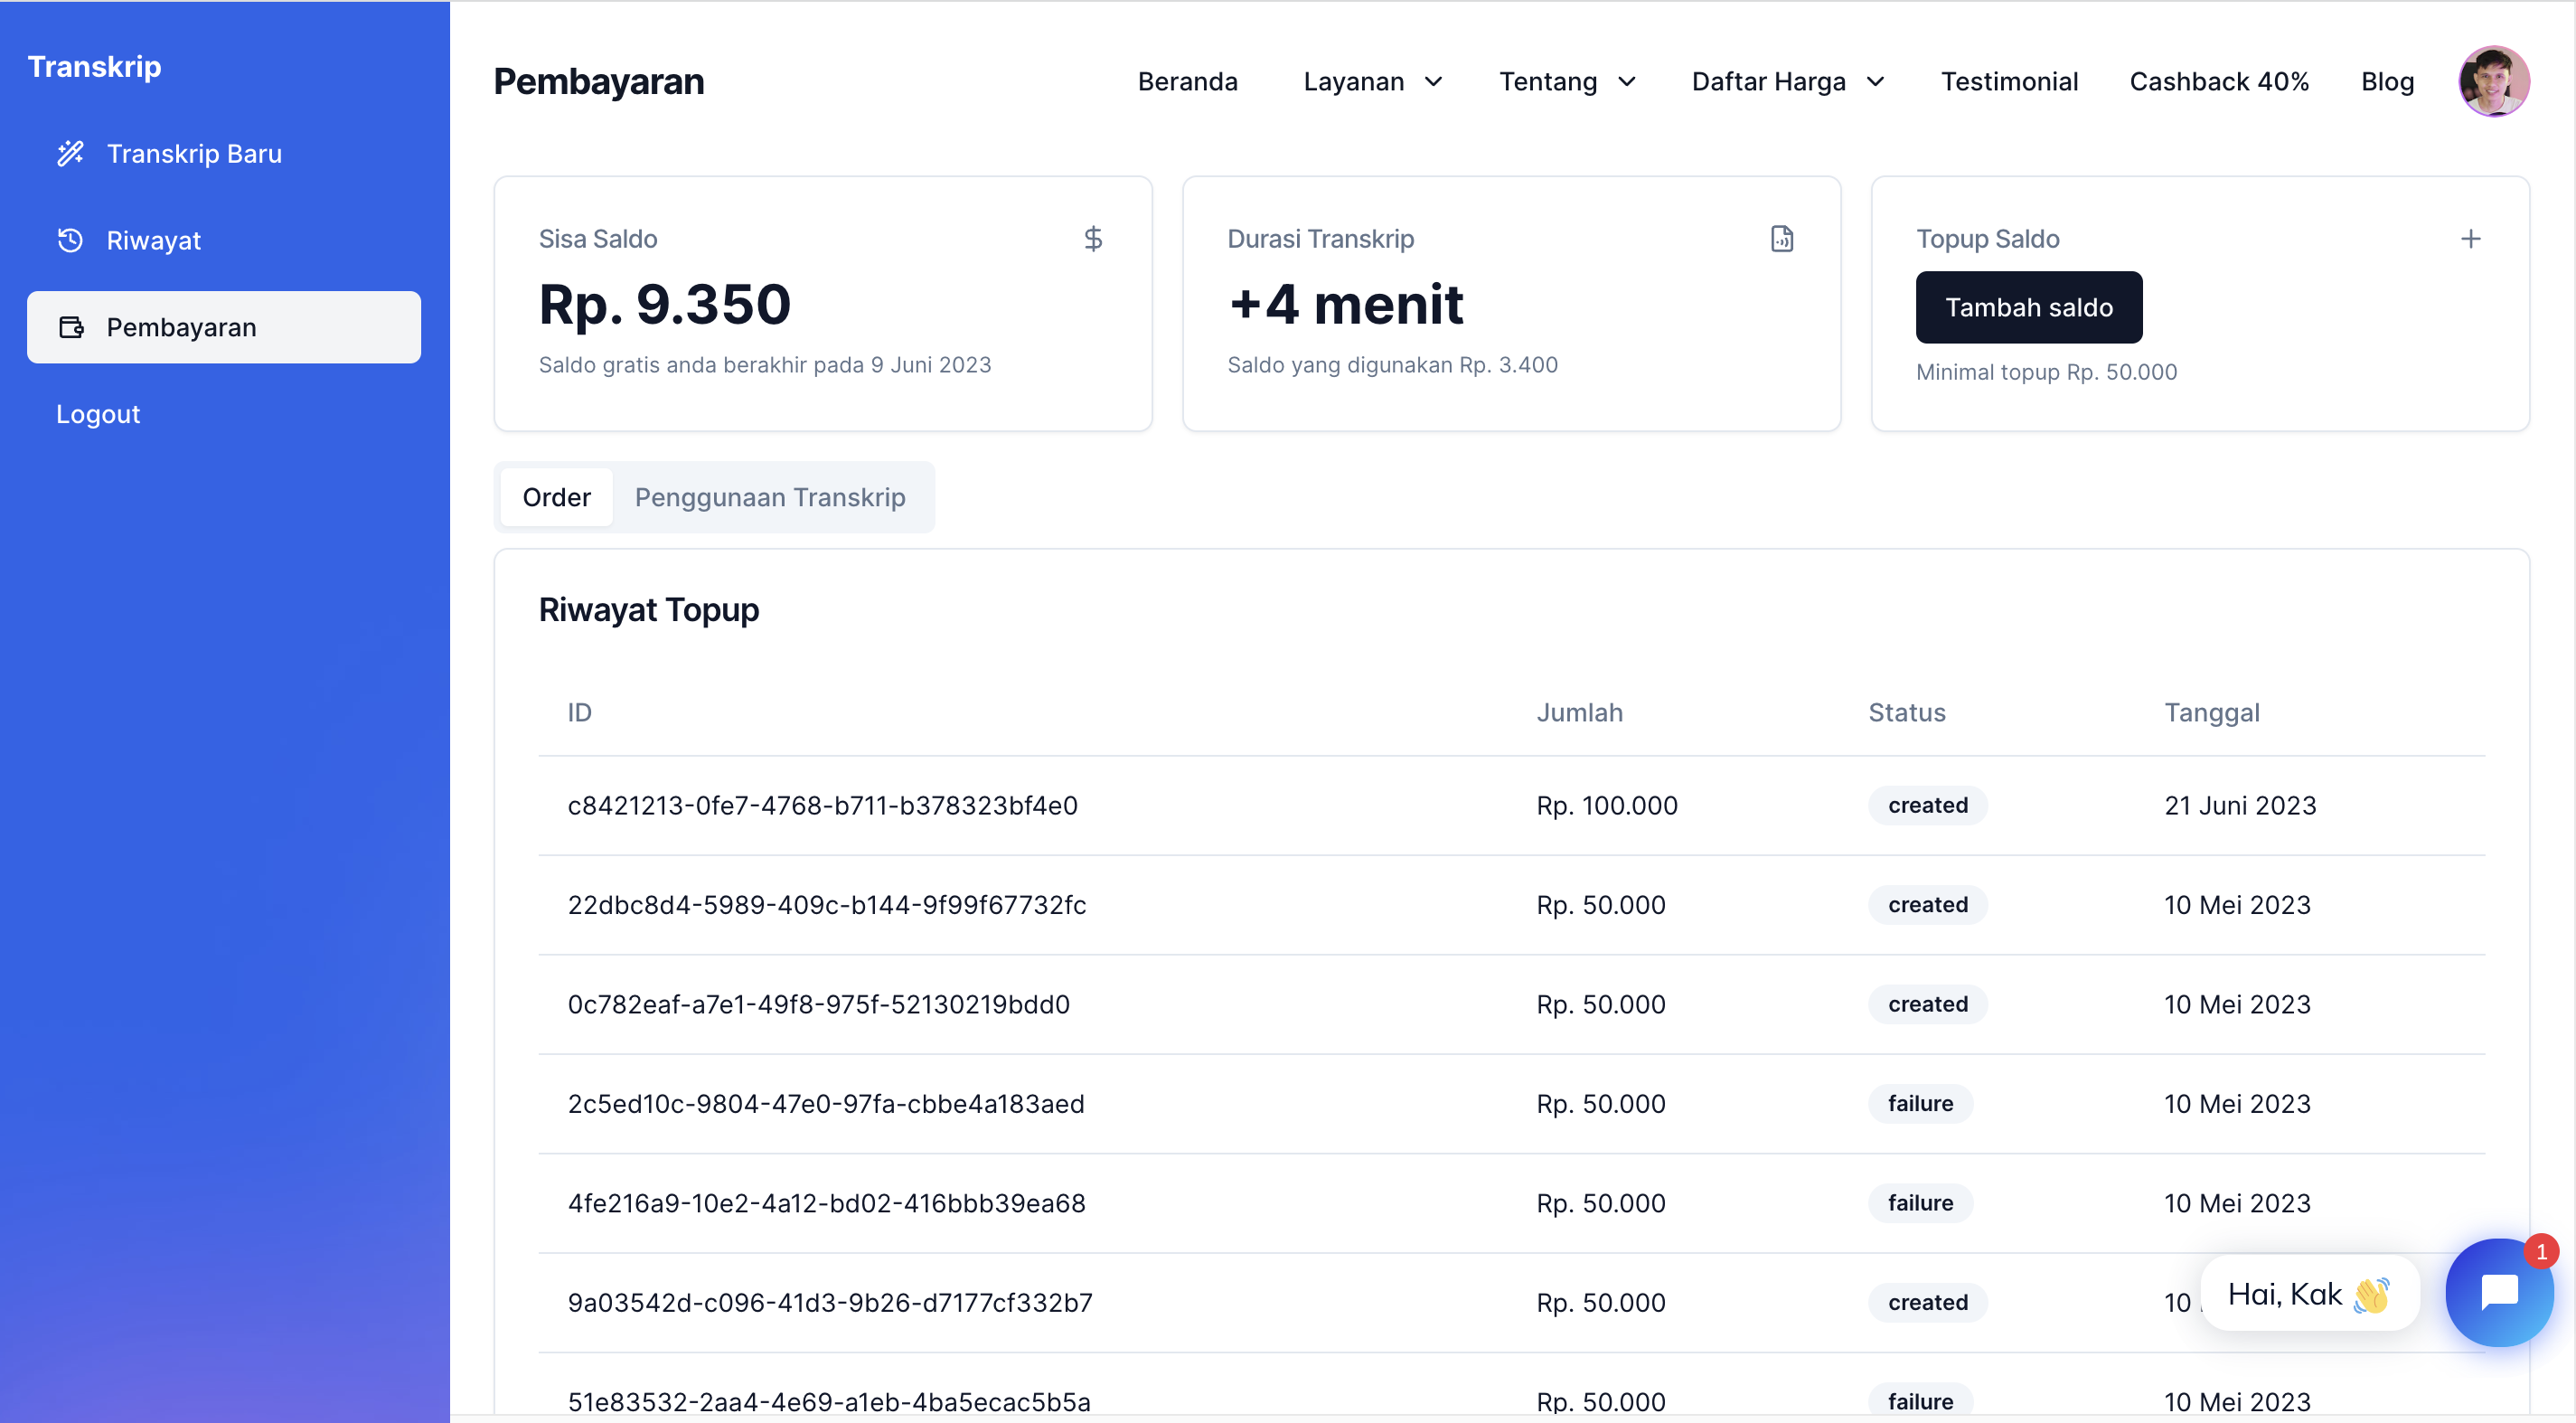 Transkrip
Transkrip Baru
Riwayat
Pembayaran
Logout
Pembayaran
Beranda
Layanan
Tentang
Daftar Harga
Testimonial
Cashback 40%
Blog
Sisa Saldo
$
Rp. 9.350
Saldo gratis anda berakhir pada 9 Juni 2023
Durasi Transkrip
+4 menit
Saldo yang digunakan Rp. 3.400
Topup Saldo
+
Tambah saldo
Minimal topup Rp. 50.000
Order
Penggunaan Transkrip
Riwayat Topup
ID Jumlah Status Tanggal
c8421213-0fe7-4768-b711-b378323bf4e0 Rp. 100.000 created 21 Juni 2023
22dbc8d4-5989-409c-b144-9f99f67732fc Rp. 50.000 created 10 Mei 2023
0c782eaf-a7e1-49f8-975f-52130219bdd0 Rp. 50.000 created 10 Mei 2023
2c5ed10c-9804-47e0-97fa-cbbe4a183aed Rp. 50.000 failure 10 Mei 2023
4fe216a9-10e2-4a12-bd02-416bbb39ea68 Rp. 50.000 failure 10 Mei 2023
9a03542d-c096-41d3-9b26-d7177cf332b7 Rp. 50.000 created 10
51e83532-2aa4-4e69-a1eb-4ba5ecac5b5a Rp. 50.000 failure 10 Mei 2023
Hai, Kak 👋
1